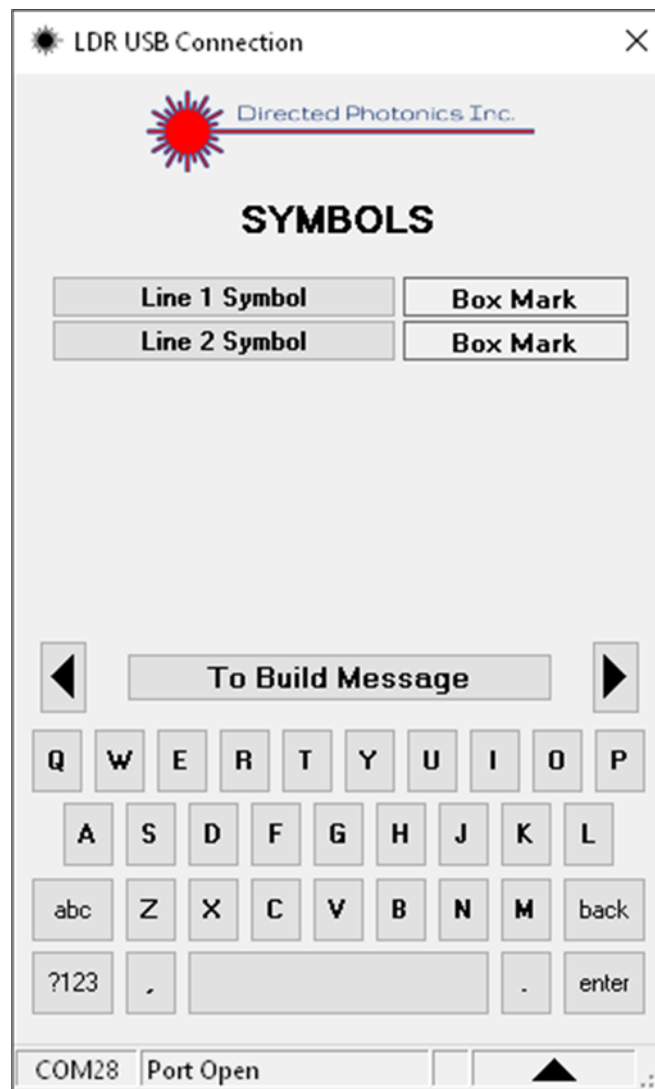 LDR USB Connection
Directed Photonics Inc.
SYMBOLS
Line 1 Symbol Box Mark
Line 2 Symbol Box Mark
To Build Message
Q W E R T Y U I O P
A S D F G H J K L
abc Z X C V B N M back
?123 , . enter
COM28 Port Open